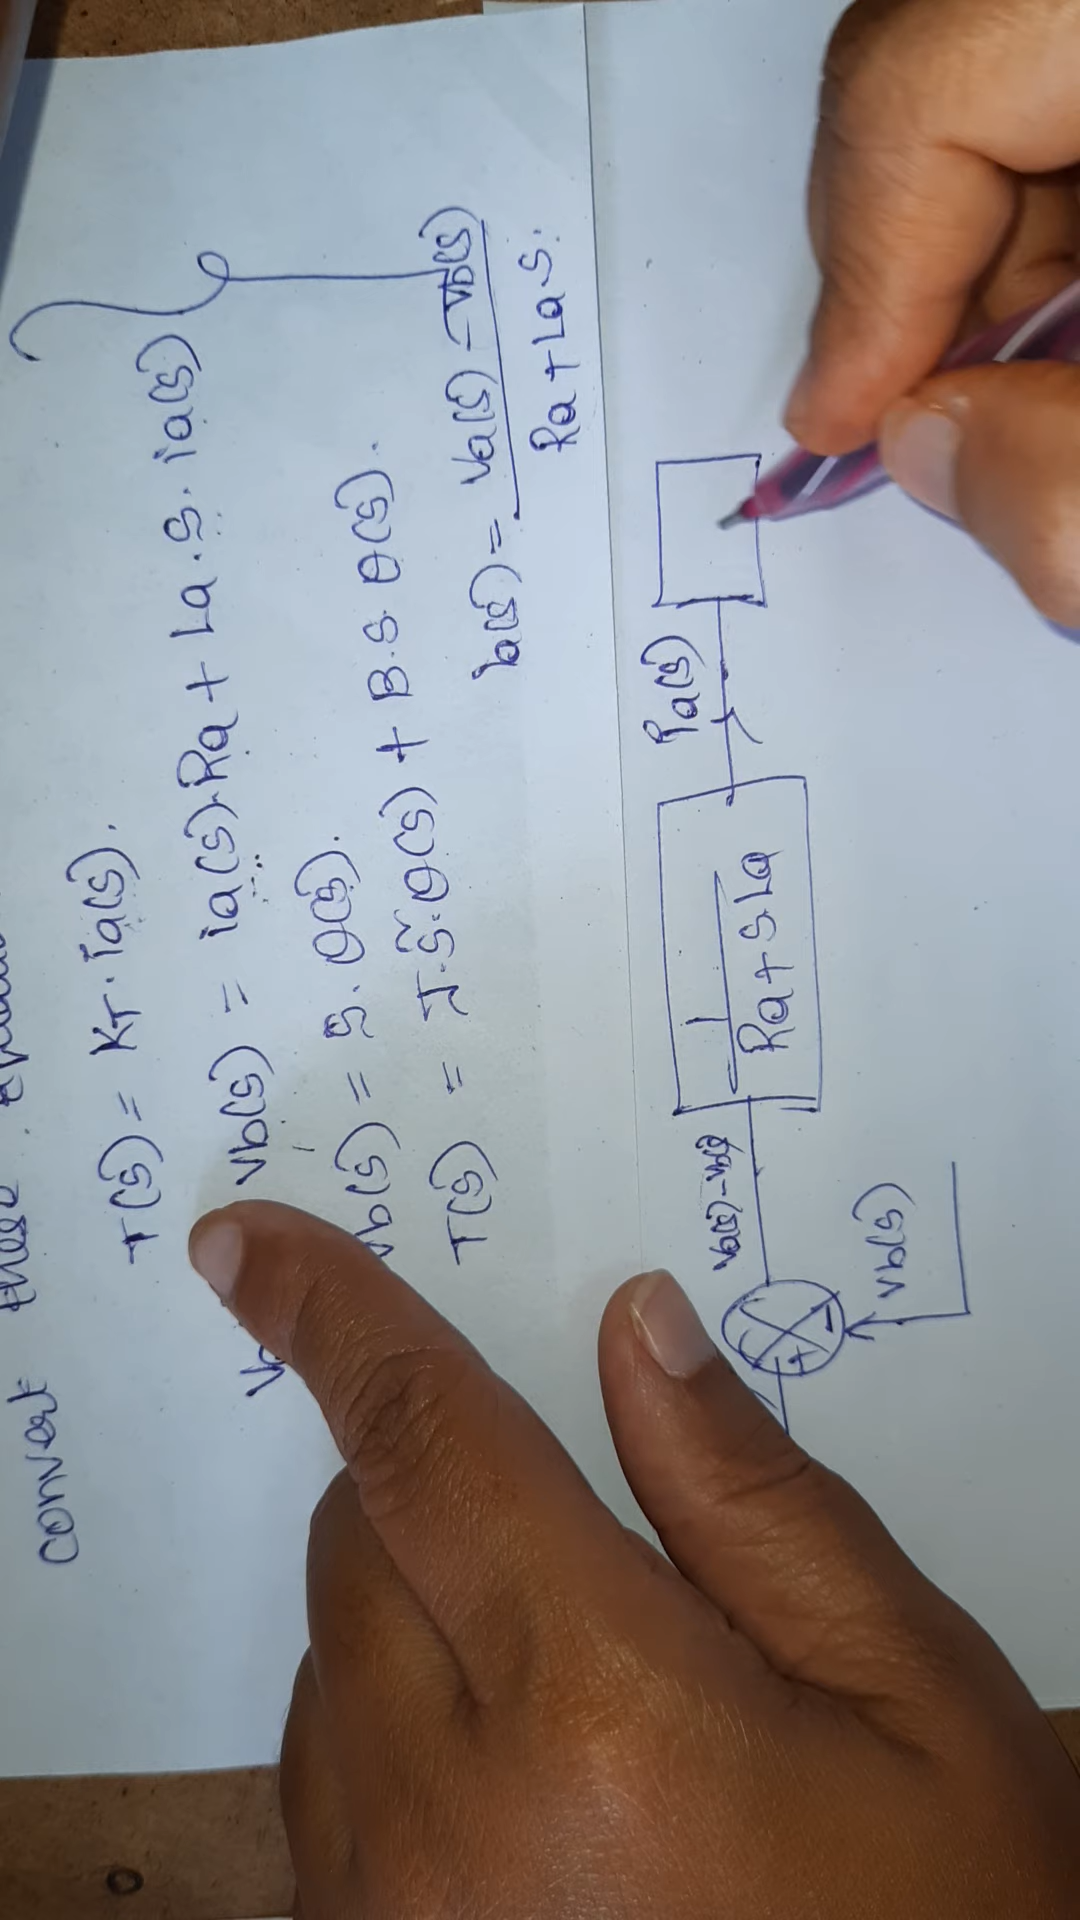 convert these
T(s) = KT · ia(s).
Vb(s) = ia(s)·Ra + La · S · ia(s)
Vb(s) = S · θ(s).
T(s) = J·S²·θ(s) + B·S θ(s).
ia(s) = Va(s) – Vb(s)
Ra + La·S.
Va(s)–Vb(s)
1
Ra + S La
Ia(s)
+
–
Vb(s)